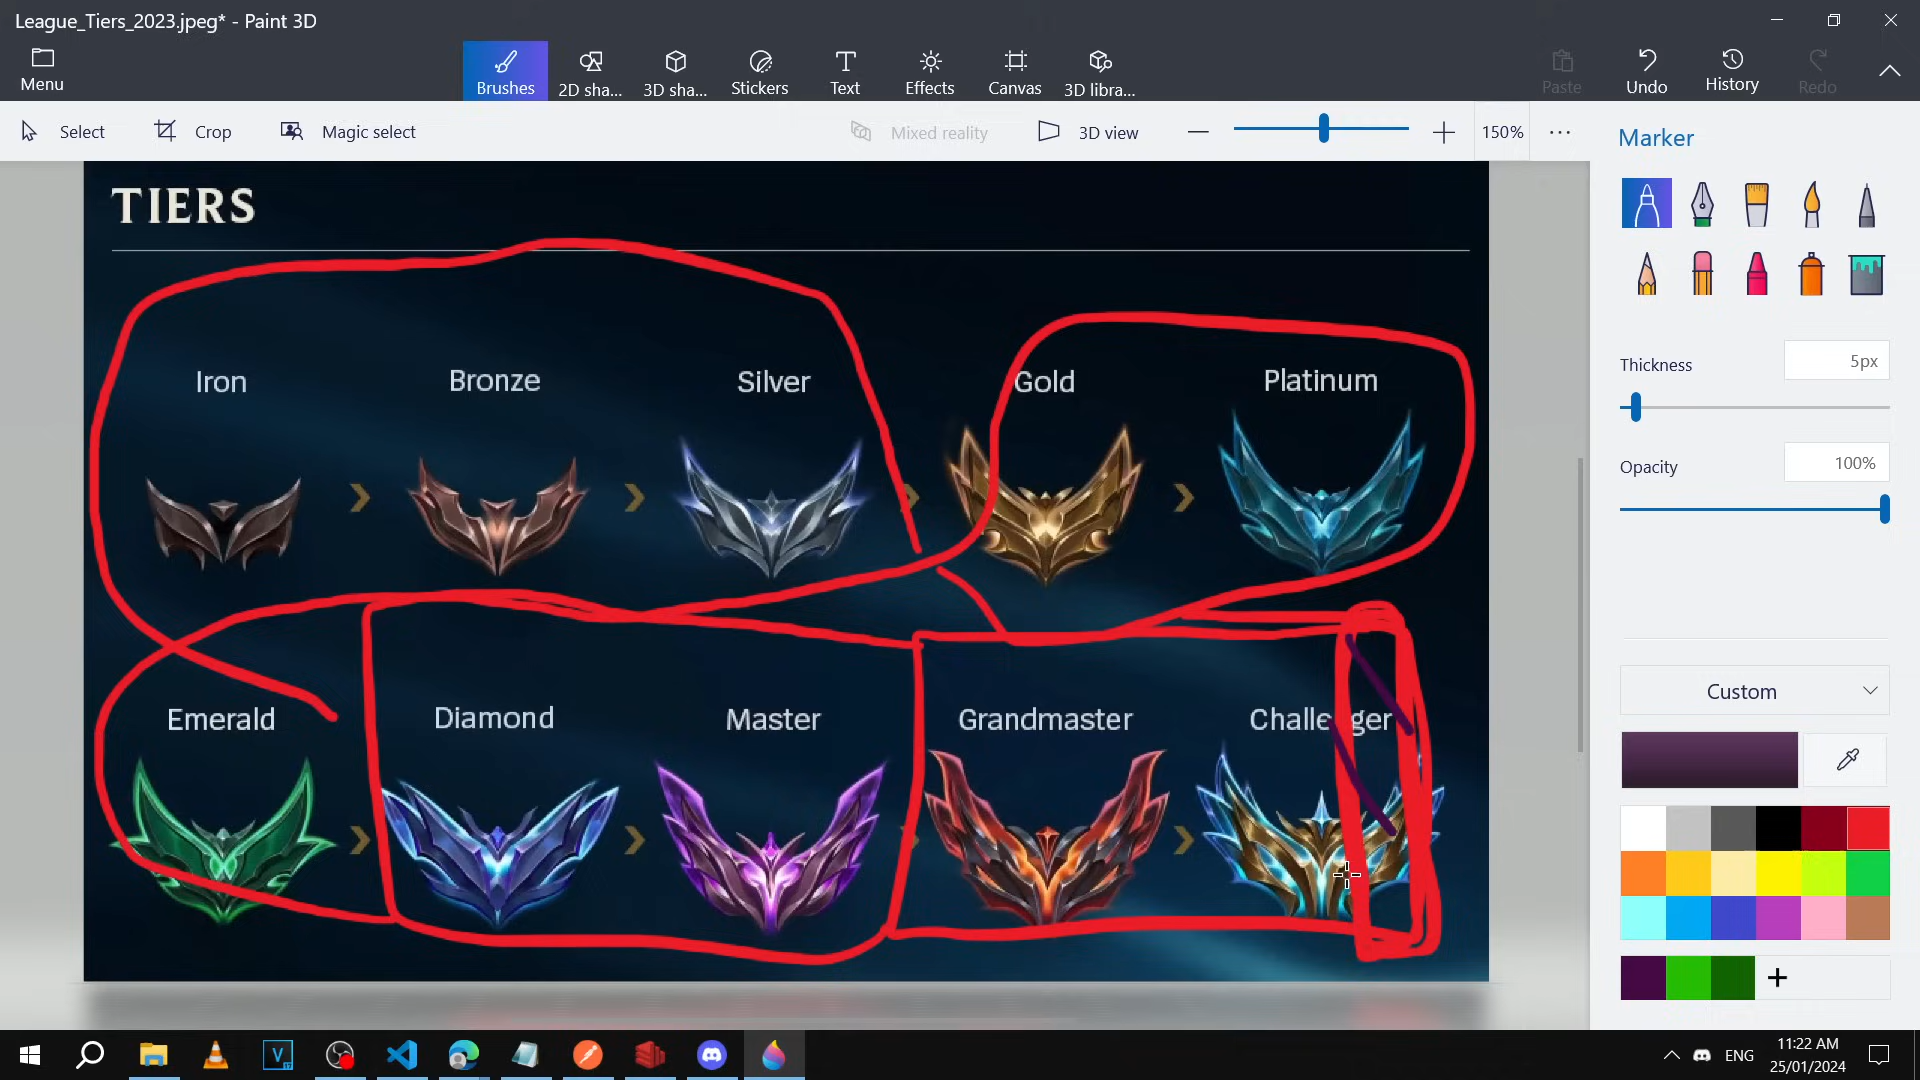 League_Tiers_2023.jpeg* - Paint 3D
Menu
Brushes
2D sha...
3D sha...
Stickers
Text
Effects
Canvas
3D libra...
Paste
Undo
History
Redo
Select
Crop
Magic select
Mixed reality
3D view
150%
Marker
TIERS
Thickness
5px
Opacity
100%
Iron
Bronze
Silver
Gold
Platinum
Emerald
Diamond
Master
Grandmaster
Challenger
Custom
ENG
11:22 AM
25/01/2024